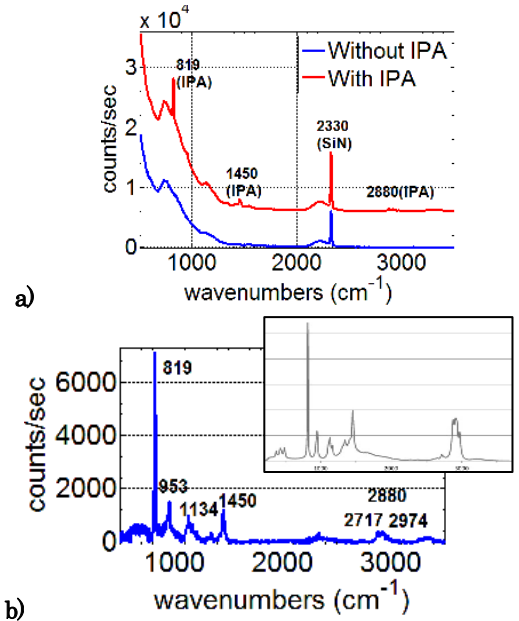 x 10⁴
Without IPA
With IPA
819
(IPA)
2330
(SiN)
1450
(IPA)
2880(IPA)
3
2
1
0
counts/sec
1000 2000 3000
wavenumbers (cm⁻¹)
a)
819
953
1134
1450
2880
2717 2974
6000
4000
2000
0
counts/sec
1000 2000 3000
wavenumbers (cm⁻¹)
b)